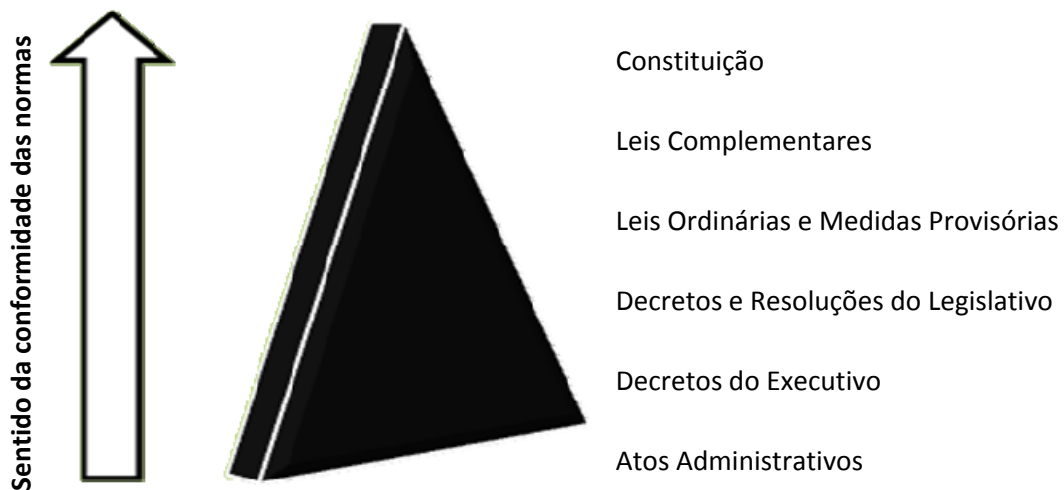 Sentido da conformidade das normas
Constituição
Leis Complementares
Leis Ordinárias e Medidas Provisórias
Decretos e Resoluções do Legislativo
Decretos do Executivo
Atos Administrativos